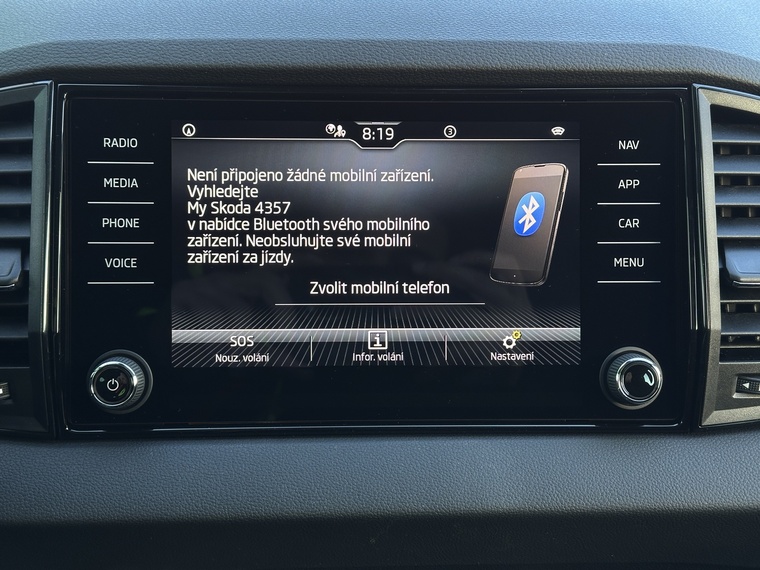 RADIO
MEDIA
PHONE
VOICE
8:19
3
Není připojeno žádné mobilní zařízení.
Vyhledejte
My Skoda 4357
v nabídce Bluetooth svého mobilního
zařízení. Neobsluhujte své mobilní
zařízení za jízdy.
Zvolit mobilní telefon
SOS
Nouz. volání
Infor. volání
Nastavení
NAV
APP
CAR
MENU